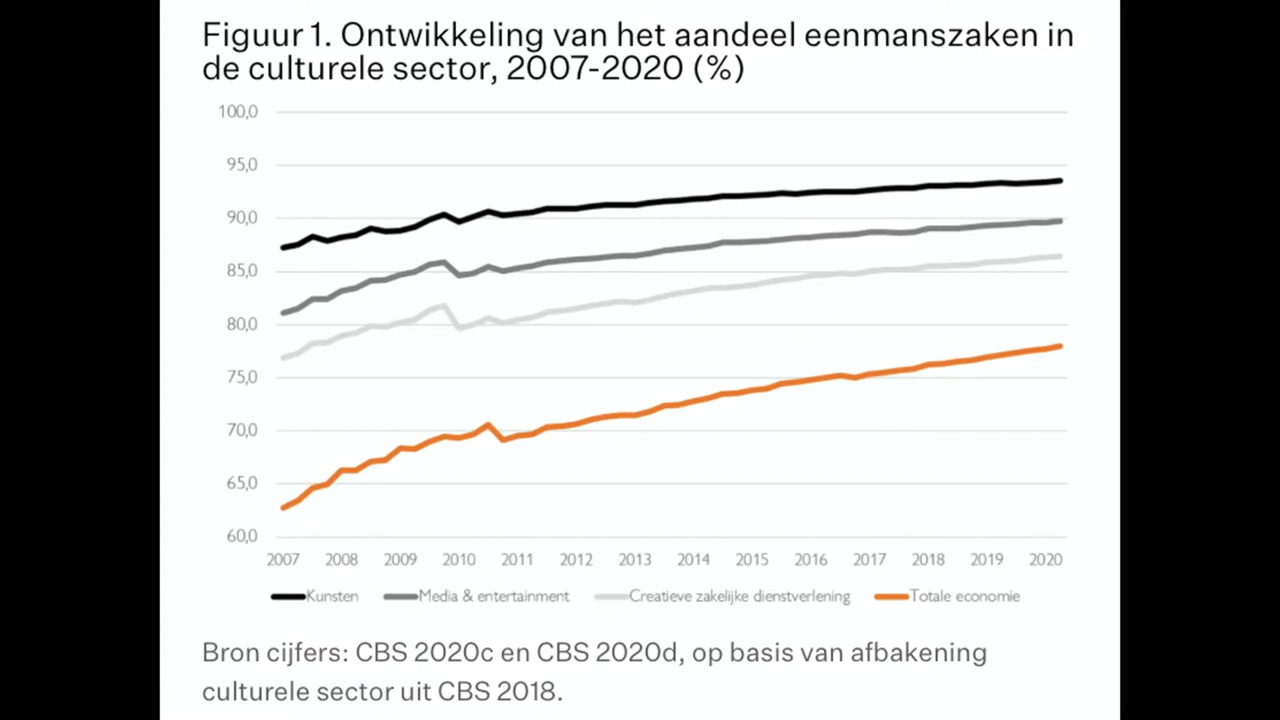 Figuur 1. Ontwikkeling van het aandeel eenmanszaken in
de culturele sector, 2007-2020 (%)
100,0
95,0
90,0
85,0
80,0
75,0
70,0
65,0
60,0
2007 2008 2009 2010 2011 2012 2013 2014 2015 2016 2017 2018 2019 2020
Kunsten Media & entertainment Creatieve zakelijke dienstverlening Totale economie
Bron cijfers: CBS 2020c en CBS 2020d, op basis van afbakening
culturele sector uit CBS 2018.